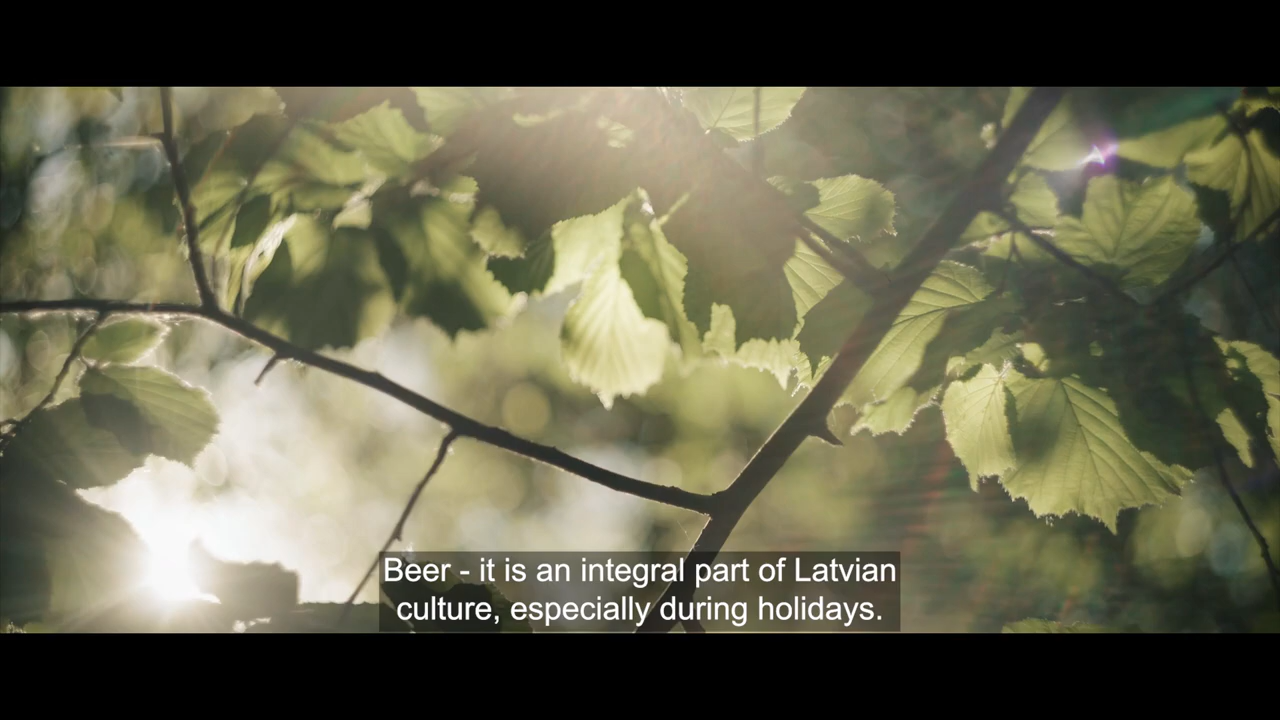 Beer - it is an integral part of Latvian
culture, especially during holidays.